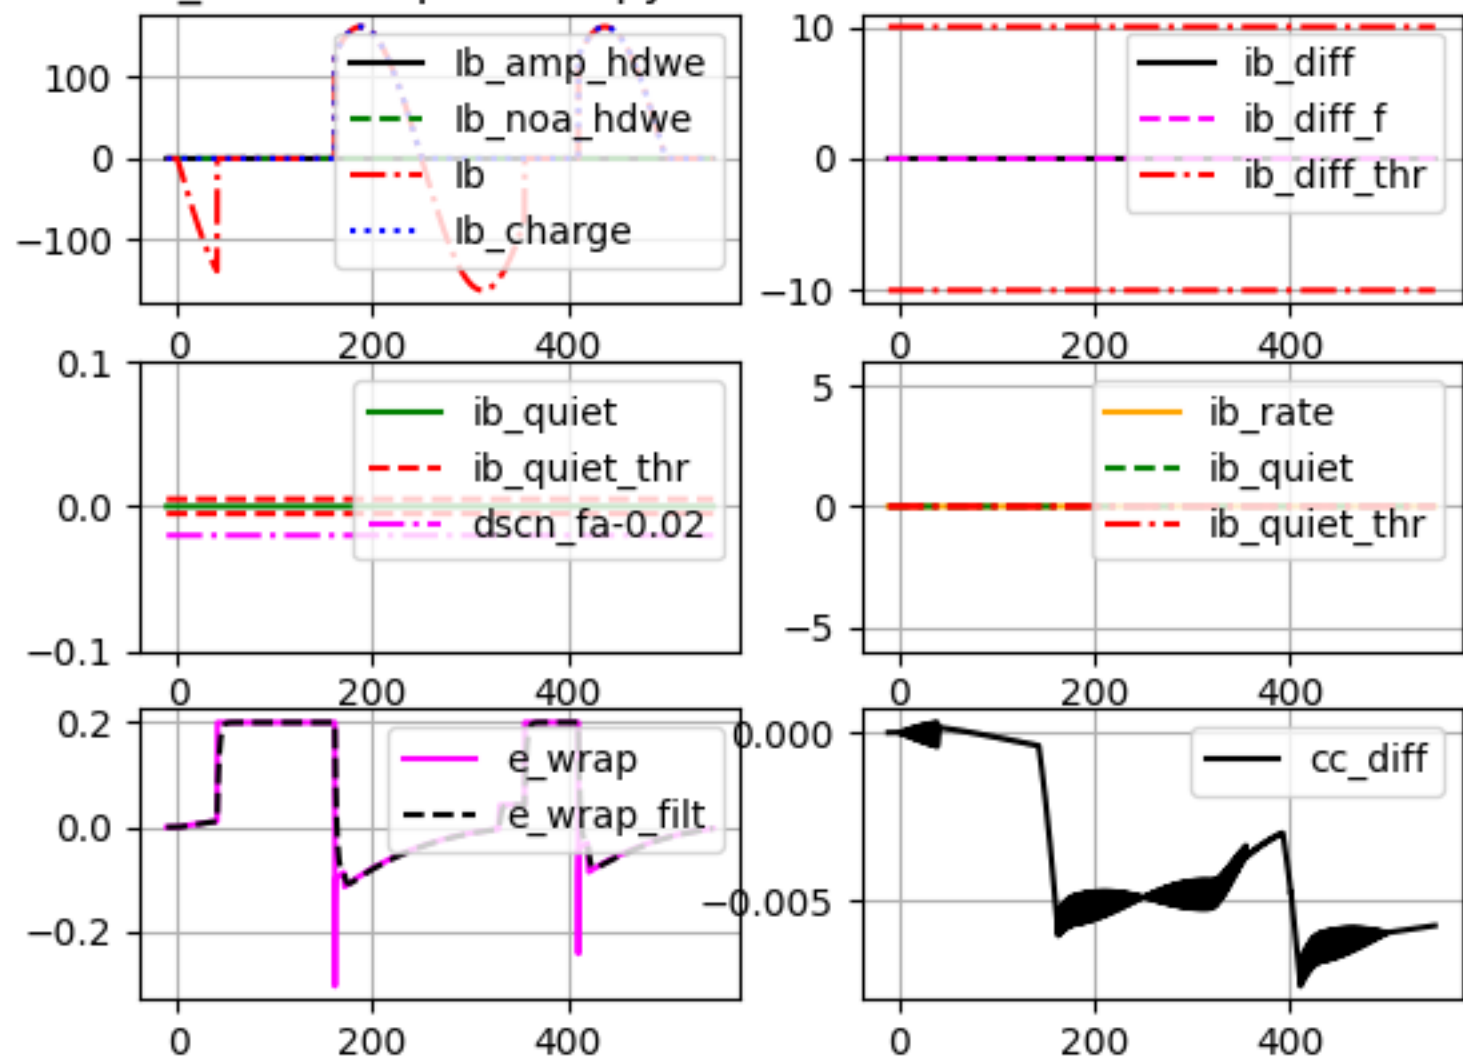 100
0
−100
Ib_amp_hdwe
Ib_noa_hdwe
Ib
Ib_charge
0 200 400
10
0
−10
ib_diff
ib_diff_f
ib_diff_thr
0 200 400
0.1
0.0
−0.1
ib_quiet
ib_quiet_thr
dscn_fa-0.02
0 200 400
5
0
−5
ib_rate
ib_quiet
ib_quiet_thr
0 200 400
0.2
0.0
−0.2
e_wrap
e_wrap_filt
0 200 400
0.000
−0.005
cc_diff
0 200 400